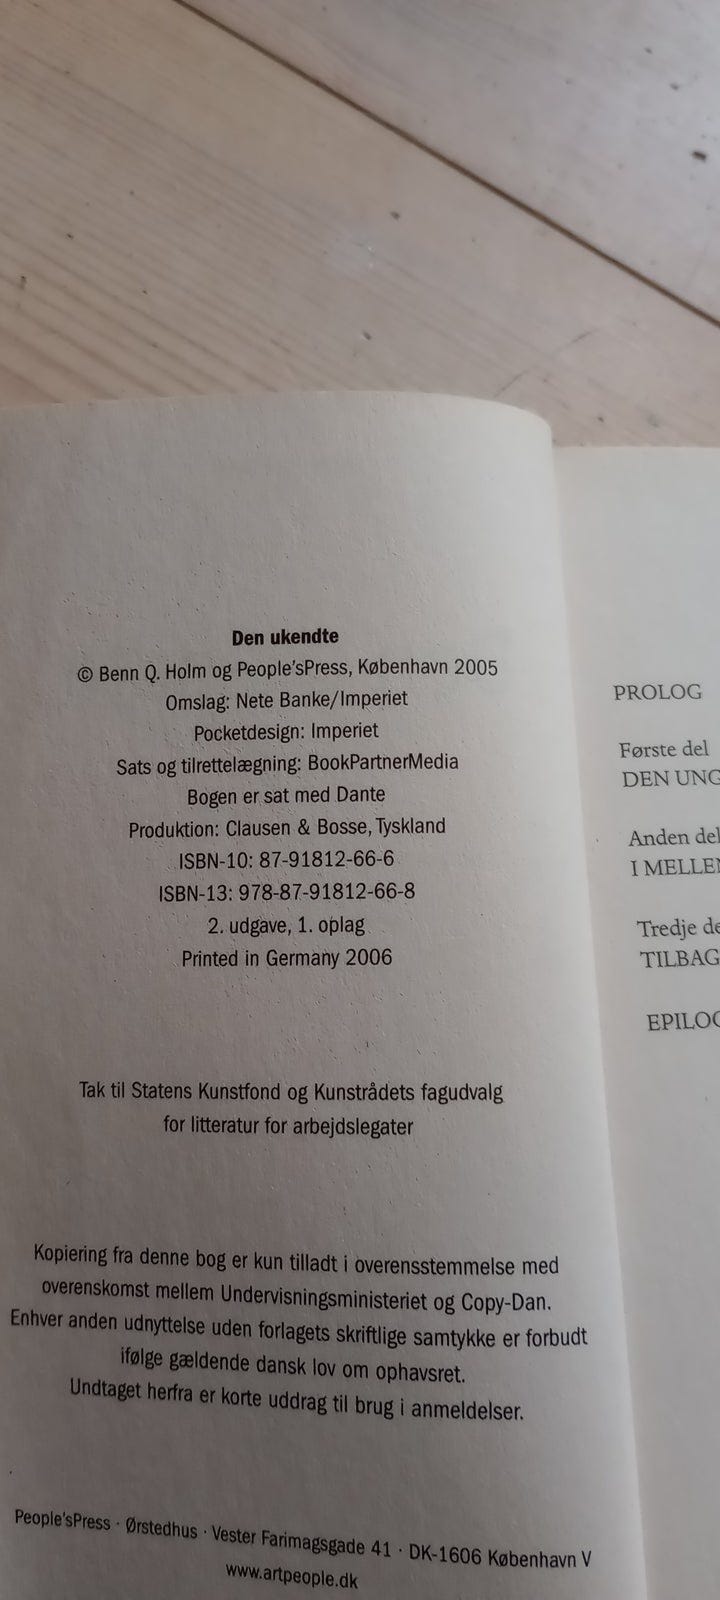 Den ukendte
© Benn Q. Holm og People'sPress, København 2005
Omslag: Nete Banke/Imperiet
Pocketdesign: Imperiet
Sats og tilrettelægning: BookPartnerMedia
Bogen er sat med Dante
Produktion: Clausen & Bosse, Tyskland
ISBN-10: 87-91812-66-6
ISBN-13: 978-87-91812-66-8
2. udgave, 1. oplag
Printed in Germany 2006
Tak til Statens Kunstfond og Kunstrådets fagudvalg
for litteratur for arbejdslegater
Kopiering fra denne bog er kun tilladt i overensstemmelse med
overenskomst mellem Undervisningsministeriet og Copy-Dan.
Enhver anden udnyttelse uden forlagets skriftlige samtykke er forbudt
ifølge gældende dansk lov om ophavsret.
Undtaget herfra er korte uddrag til brug i anmeldelser.
People'sPress · Ørstedhus · Vester Farimagsgade 41 · DK-1606 København V
www.artpeople.dk
PROLOG
Første del
DEN UNG
Anden del
I MELLEN
Tredje de
TILBAG
EPILOG